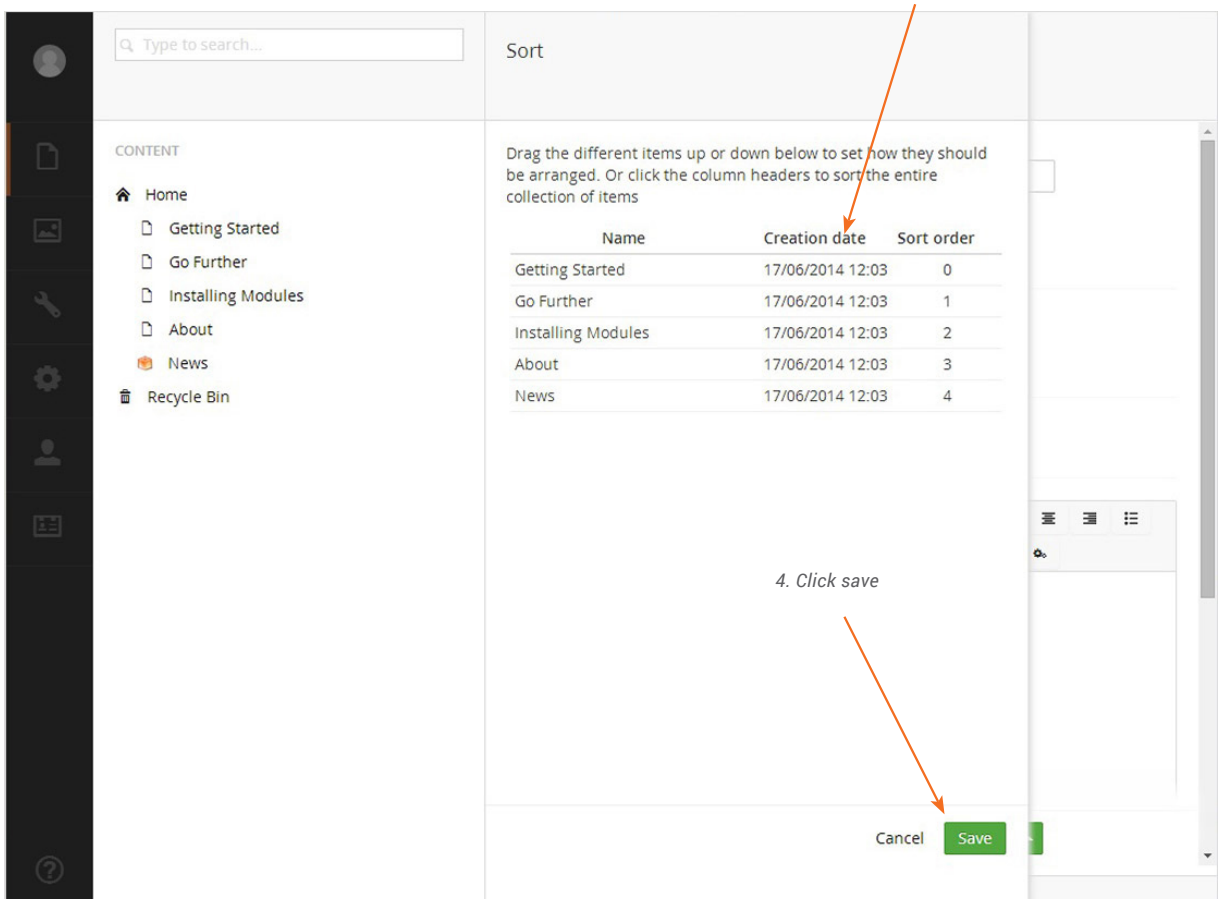 Type to search...
Sort
CONTENT
Home
Getting Started
Go Further
Installing Modules
About
News
Recycle Bin
Drag the different items up or down below to set how they should
be arranged. Or click the column headers to sort the entire
collection of items
Name Creation date Sort order
Getting Started 17/06/2014 12:03 0
Go Further 17/06/2014 12:03 1
Installing Modules 17/06/2014 12:03 2
About 17/06/2014 12:03 3
News 17/06/2014 12:03 4
4. Click save
Cancel Save